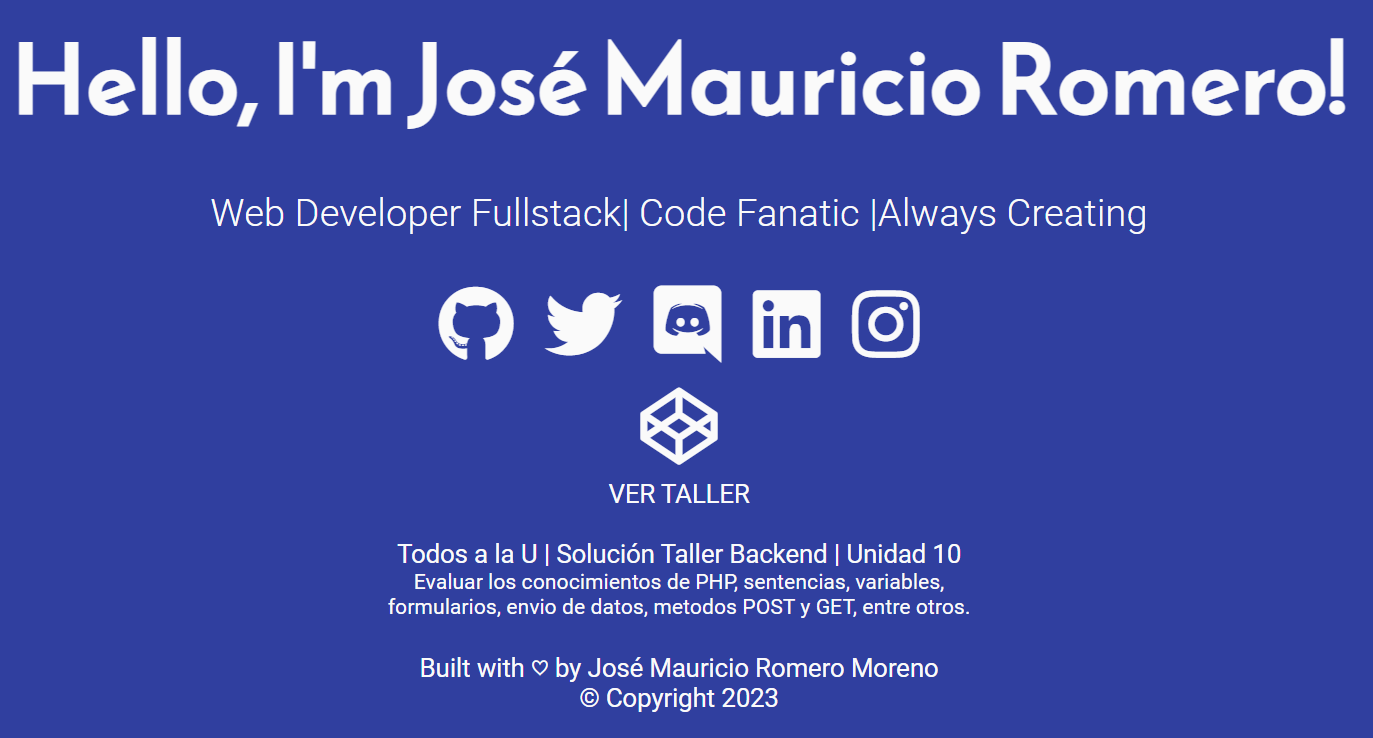 Hello, I'm José Mauricio Romero!
Web Developer Fullstack| Code Fanatic |Always Creating
in
VER TALLER
Todos a la U | Solución Taller Backend | Unidad 10
Evaluar los conocimientos de PHP, sentencias, variables,
formularios, envio de datos, metodos POST y GET, entre otros.
Built with ♡ by José Mauricio Romero Moreno
© Copyright 2023